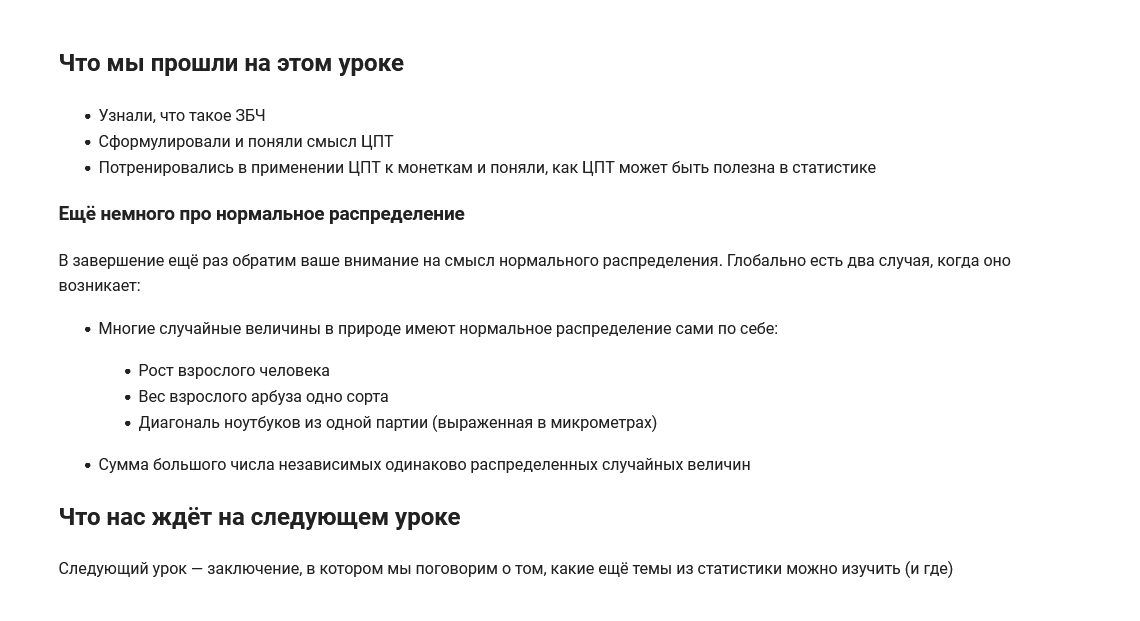 Что мы прошли на этом уроке
• Узнали, что такое ЗБЧ
• Сформулировали и поняли смысл ЦПТ
• Потренировались в применении ЦПТ к монеткам и поняли, как ЦПТ может быть полезна в статистике
Ещё немного про нормальное распределение
В завершение ещё раз обратим ваше внимание на смысл нормального распределения. Глобально есть два случая, когда оно
возникает:
• Многие случайные величины в природе имеют нормальное распределение сами по себе:
• Рост взрослого человека
• Вес взрослого арбуза одно сорта
• Диагональ ноутбуков из одной партии (выраженная в микрометрах)
• Сумма большого числа независимых одинаково распределенных случайных величин
Что нас ждёт на следующем уроке
Следующий урок — заключение, в котором мы поговорим о том, какие ещё темы из статистики можно изучить (и где)